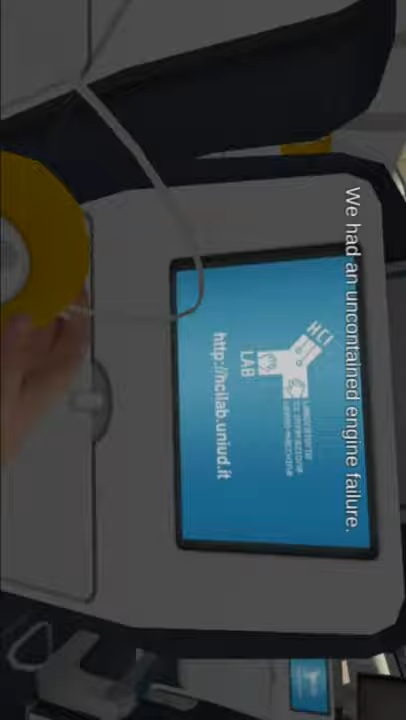 We had an uncontained engine failure.
HCI
LAB
http://hcilab.uniud.it